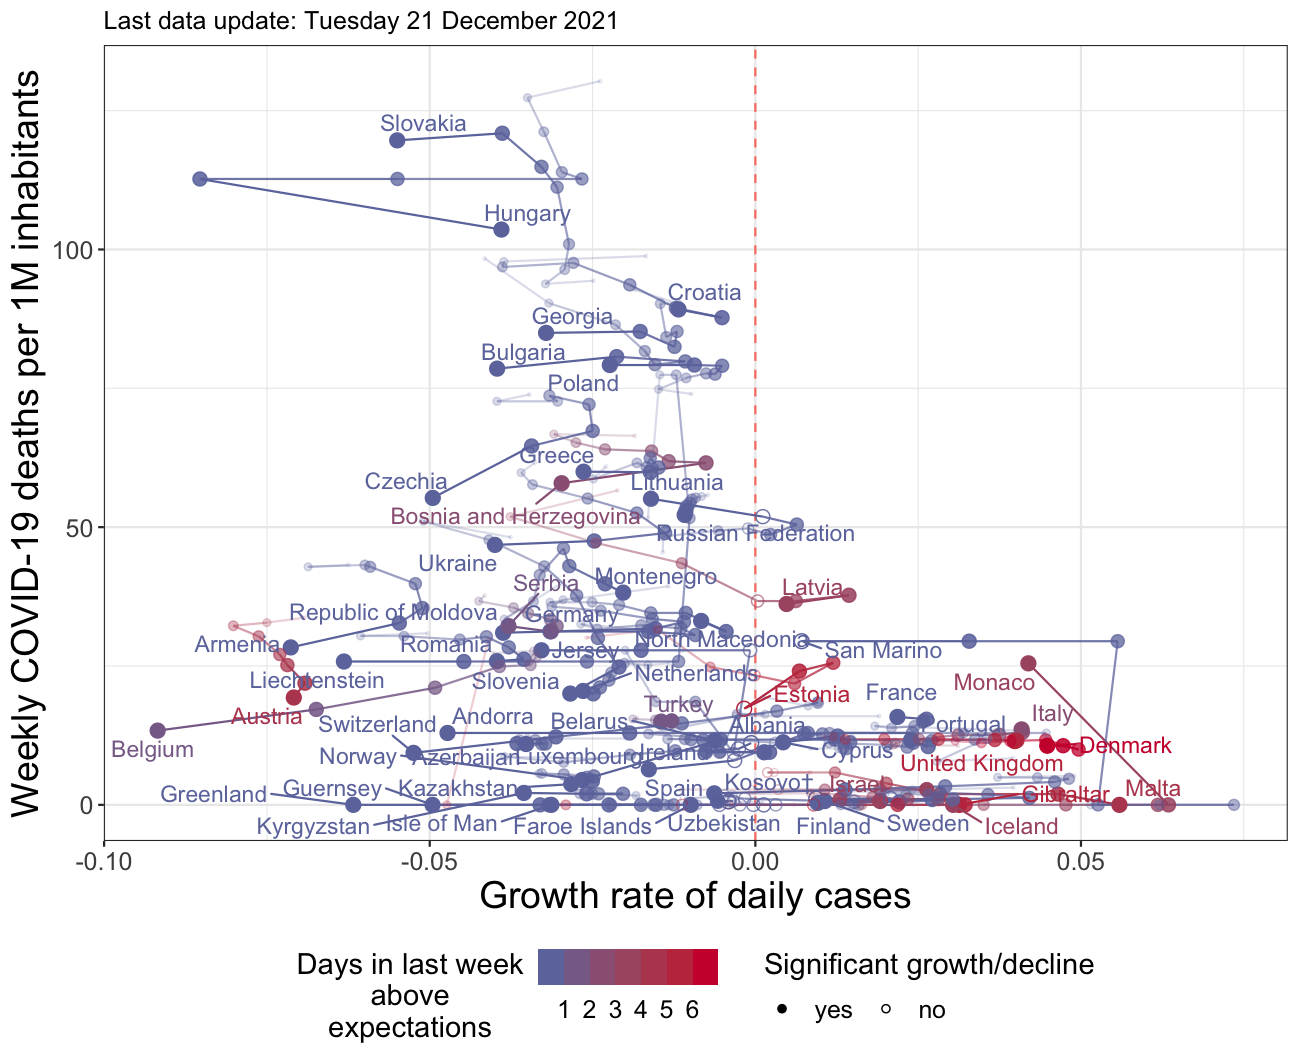 Last data update: Tuesday 21 December 2021
Weekly COVID-19 deaths per 1M inhabitants
100
50
0
Slovakia
Hungary
Croatia
Georgia
Bulgaria
Poland
Greece
Czechia
Lithuania
Bosnia and Herzegovina
Russian Federation
Ukraine
Montenegro
Serbia
Latvia
Republic of Moldova
Germany
Armenia
Romania
Jersey
North Macedonia
San Marino
Liechtenstein
Slovenia
Netherlands
Monaco
Austria
Turkey
Estonia
France
Switzerland
Andorra
Belarus
Albania
Portugal
Italy
Belgium
Norway
Azerbaijan
Luxembourg
Ireland
Cyprus
United Kingdom
Denmark
Greenland
Guernsey
Kazakhstan
Spain
Kosovo†
Israel
Gibraltar
Malta
Kyrgyzstan
Isle of Man
Faroe Islands
Uzbekistan
Finland
Sweden
Iceland
-0.10
-0.05
0.00
0.05
Growth rate of daily cases
Days in last week
above
expectations
1 2 3 4 5 6
Significant growth/decline
yes
no